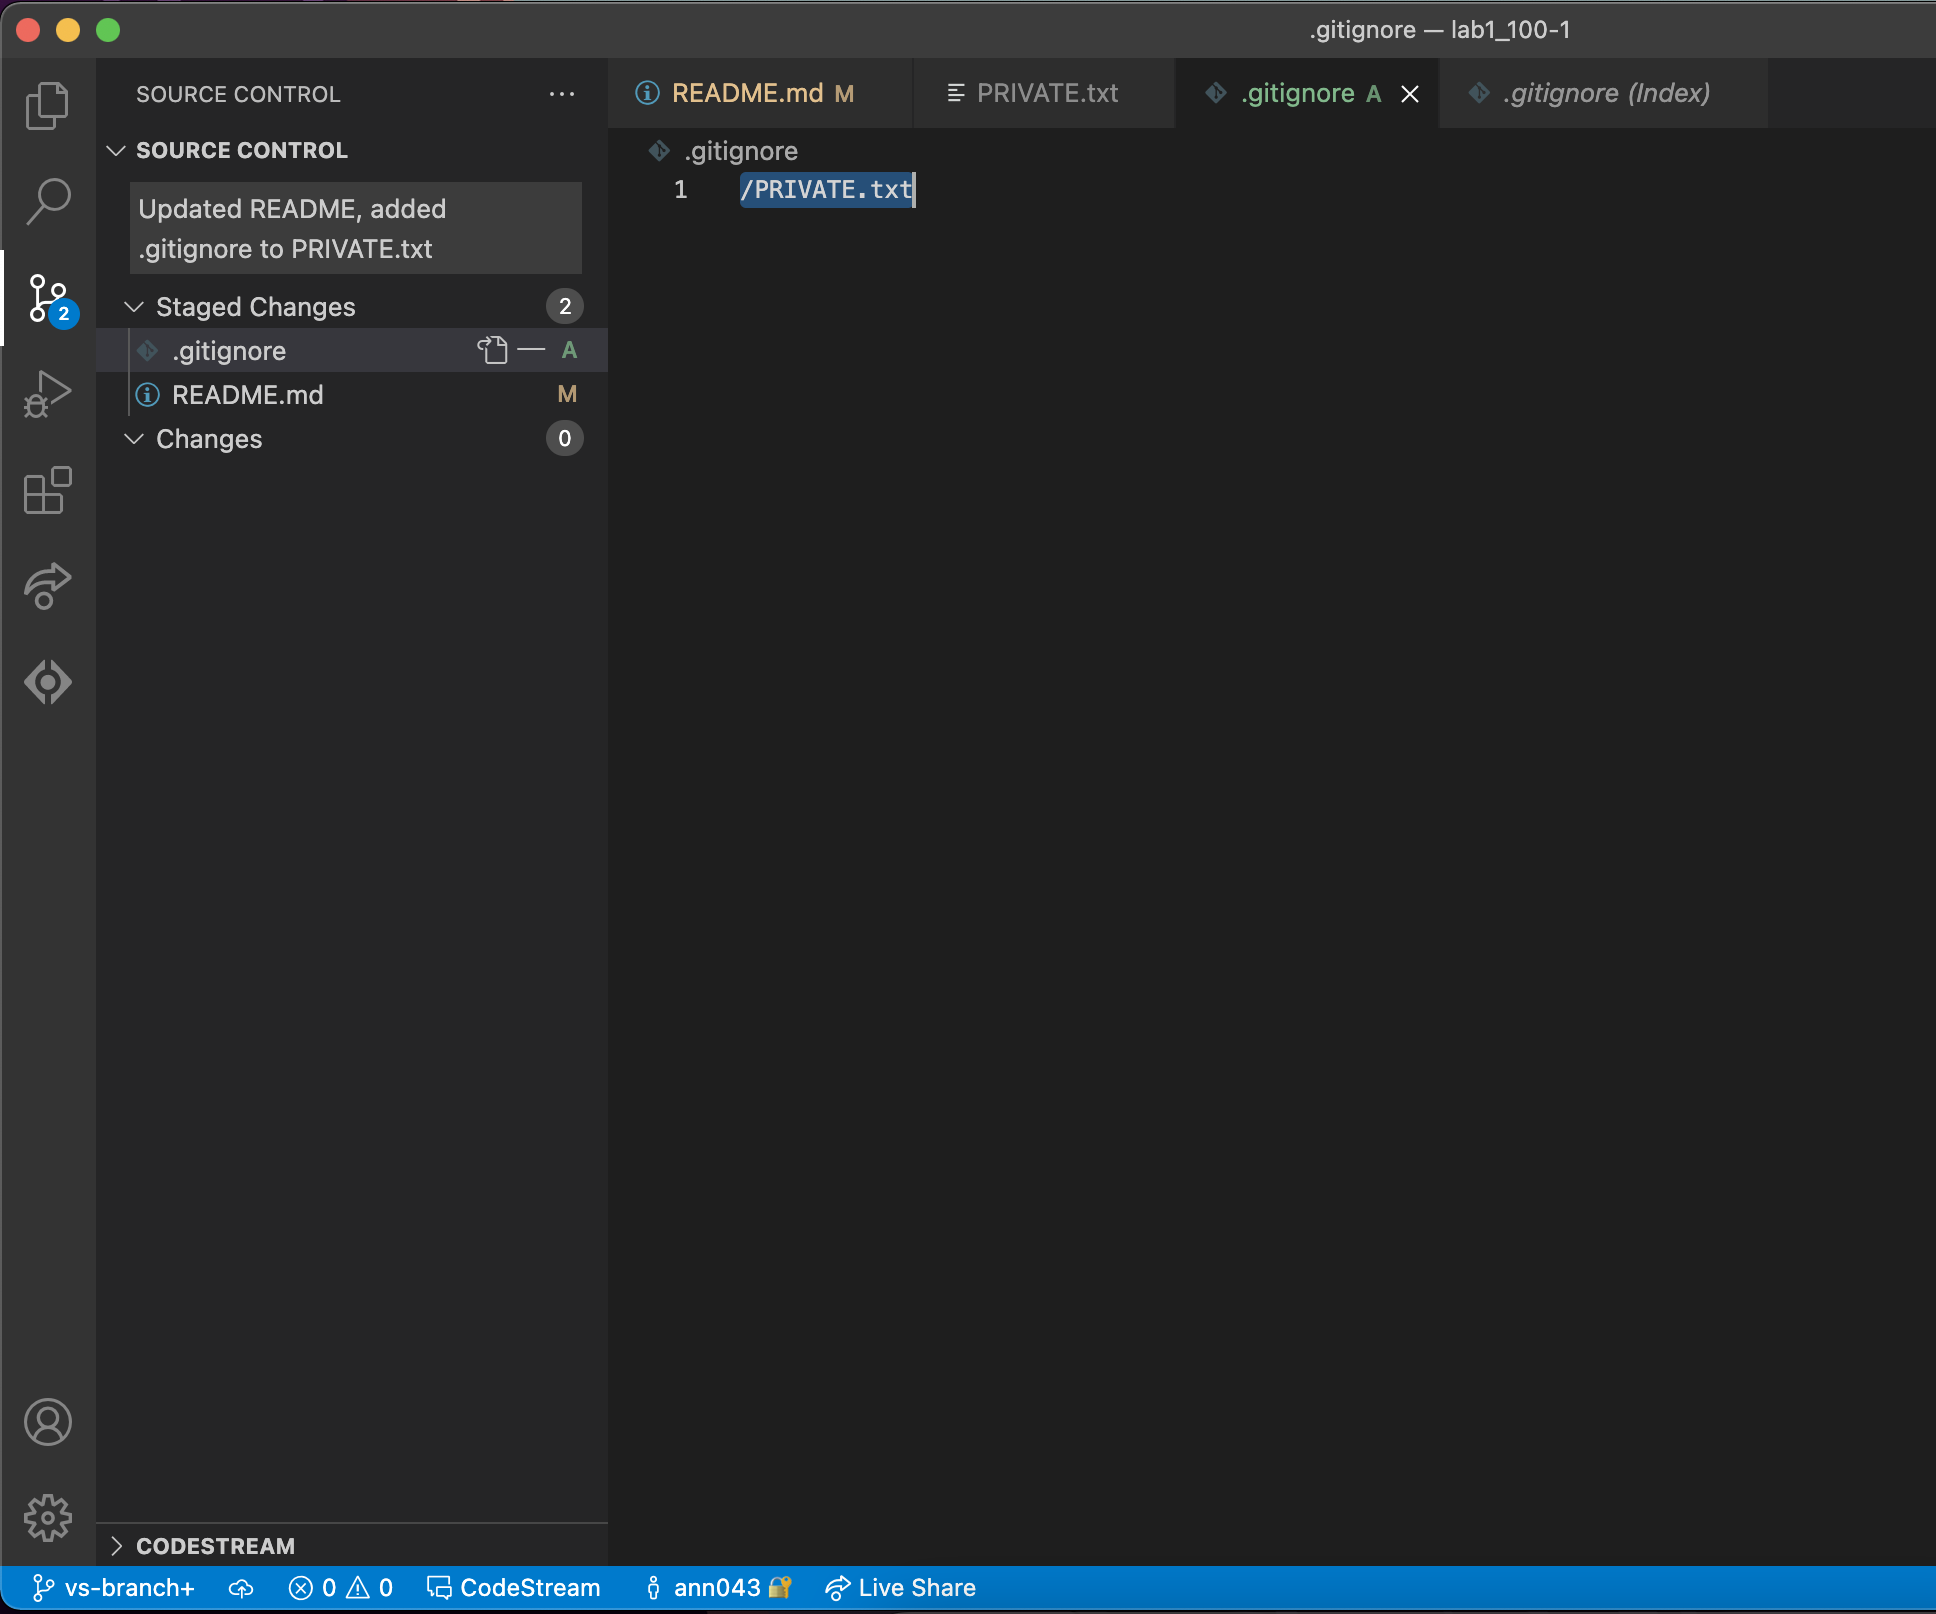 .gitignore — lab1_100-1
SOURCE CONTROL
README.md M
PRIVATE.txt
.gitignore A
.gitignore (Index)
SOURCE CONTROL
.gitignore
1 /PRIVATE.txt
Updated README, added
.gitignore to PRIVATE.txt
2
Staged Changes 2
.gitignore A
README.md M
Changes 0
CODESTREAM
vs-branch+ 0 0 CodeStream ann043 Live Share